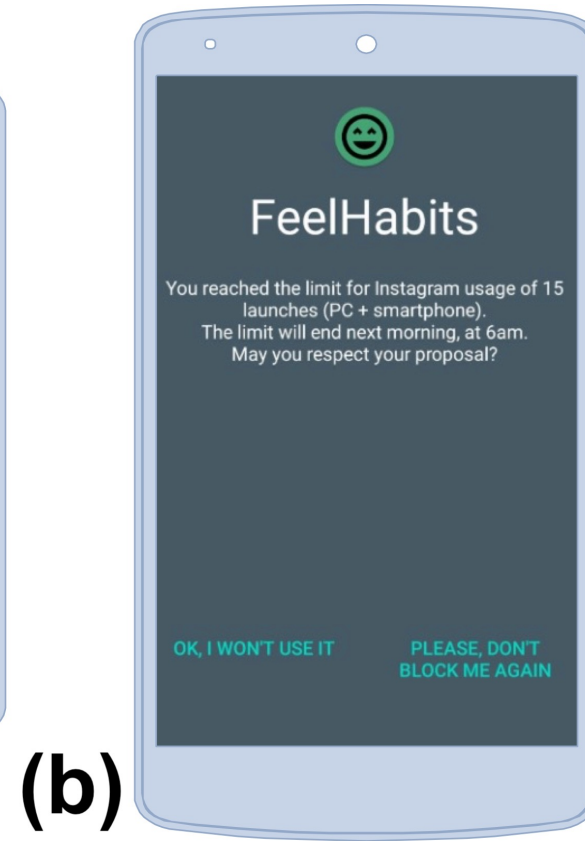 FeelHabits
You reached the limit for Instagram usage of 15
launches (PC + smartphone).
The limit will end next morning, at 6am.
May you respect your proposal?
OK, I WON'T USE IT
PLEASE, DON'T
BLOCK ME AGAIN
(b)